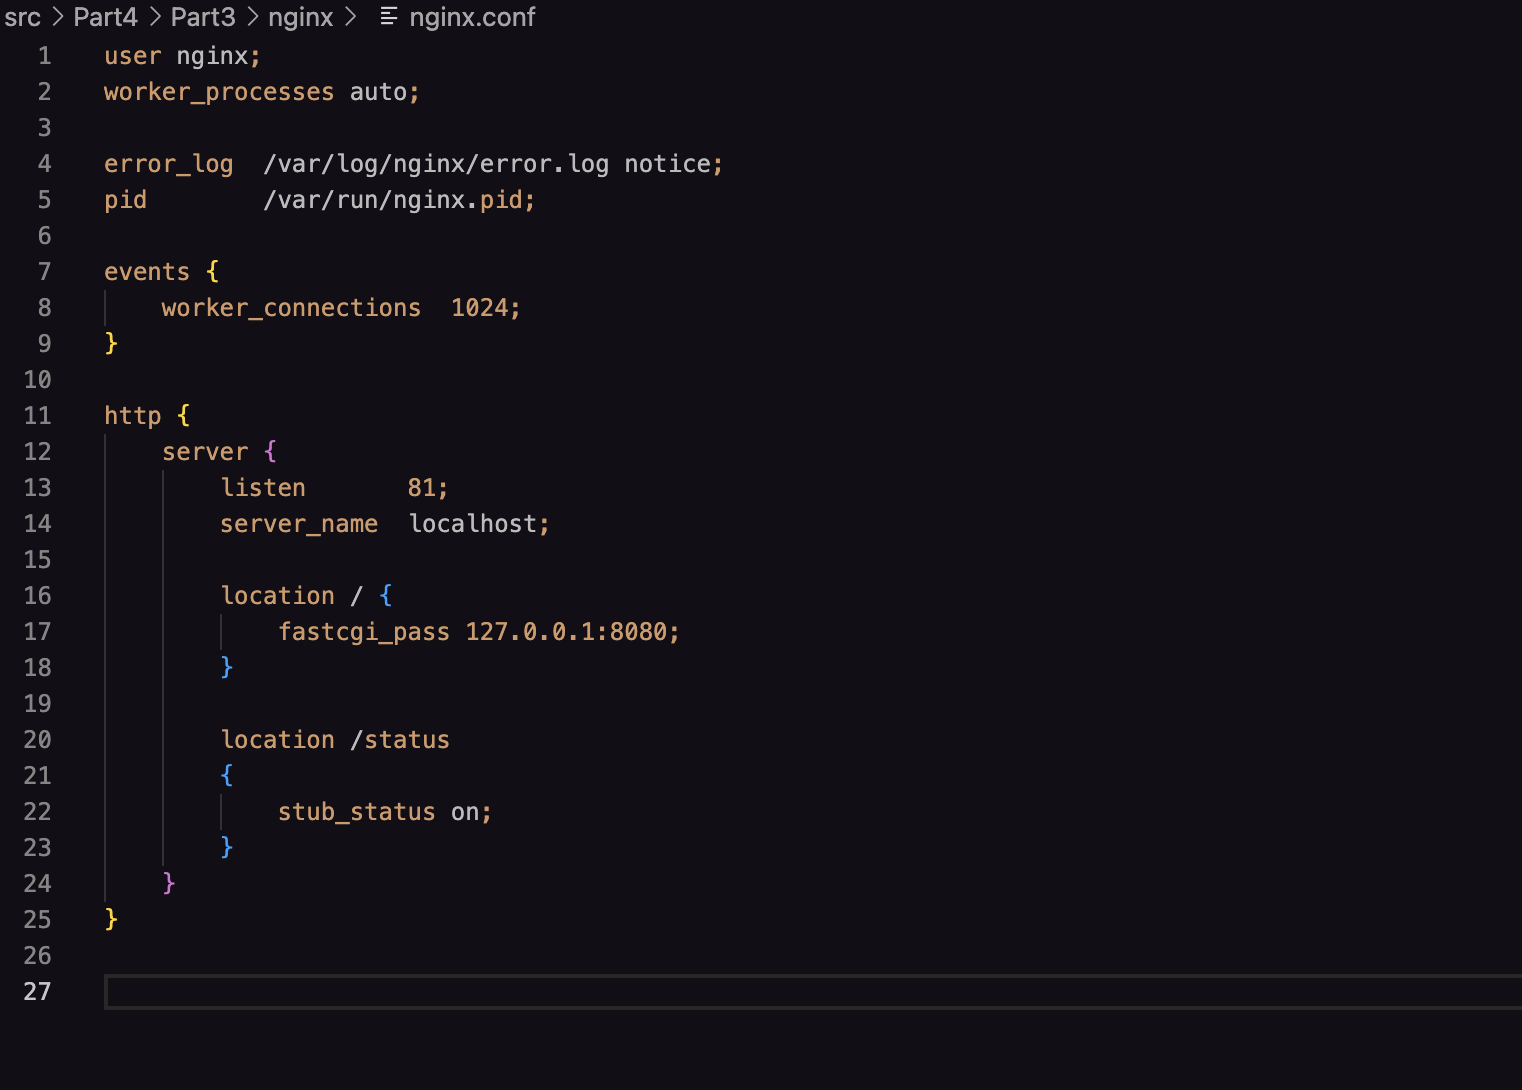 src > Part4 > Part3 > nginx > nginx.conf
1 user nginx;
2 worker_processes auto;
3
4 error_log  /var/log/nginx/error.log notice;
5 pid        /var/run/nginx.pid;
6
7 events {
8     worker_connections  1024;
9 }
10
11 http {
12     server {
13         listen       81;
14         server_name  localhost;
15
16         location / {
17             fastcgi_pass 127.0.0.1:8080;
18         }
19
20         location /status
21         {
22             stub_status on;
23         }
24     }
25 }
26
27